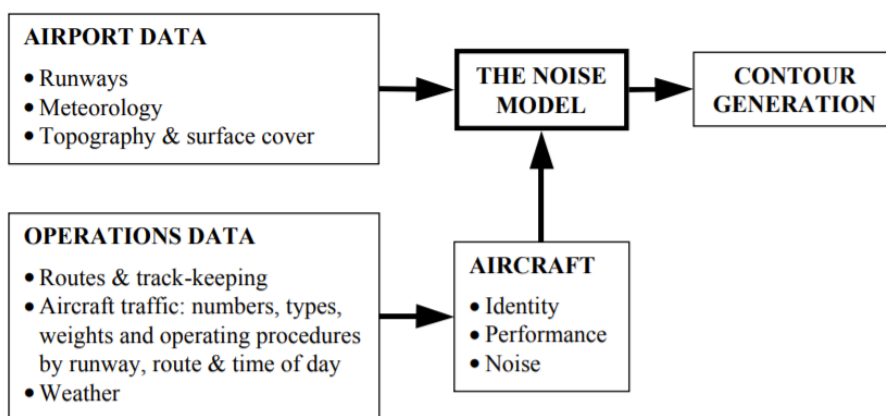 AIRPORT DATA
• Runways
• Meteorology
• Topography & surface cover
THE NOISE
MODEL
CONTOUR
GENERATION
OPERATIONS DATA
• Routes & track-keeping
• Aircraft traffic: numbers, types,
weights and operating procedures
by runway, route & time of day
• Weather
AIRCRAFT
• Identity
• Performance
• Noise